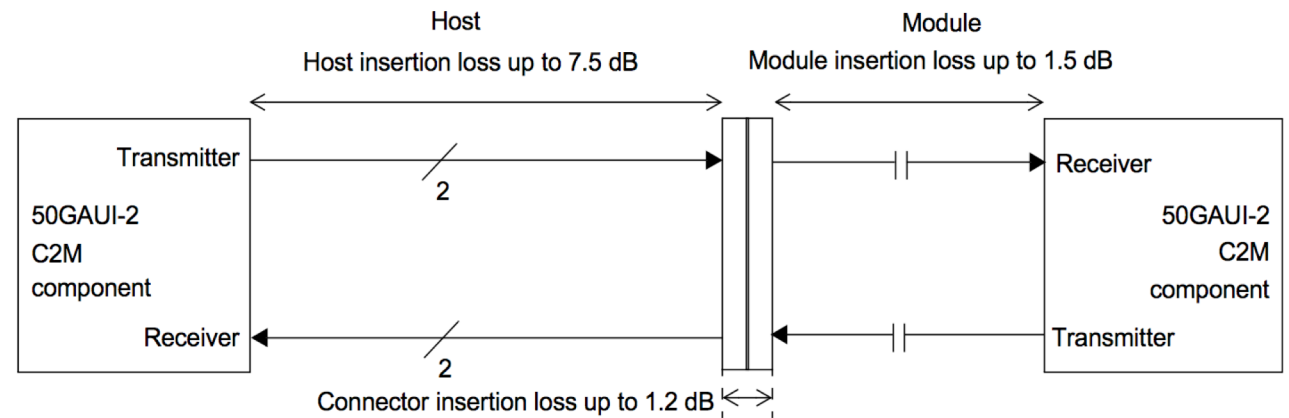 Host
Module
Host insertion loss up to 7.5 dB
Module insertion loss up to 1.5 dB
Transmitter
Receiver
2
50GAUI-2
C2M
component
50GAUI-2
C2M
component
Receiver
Transmitter
2
Connector insertion loss up to 1.2 dB